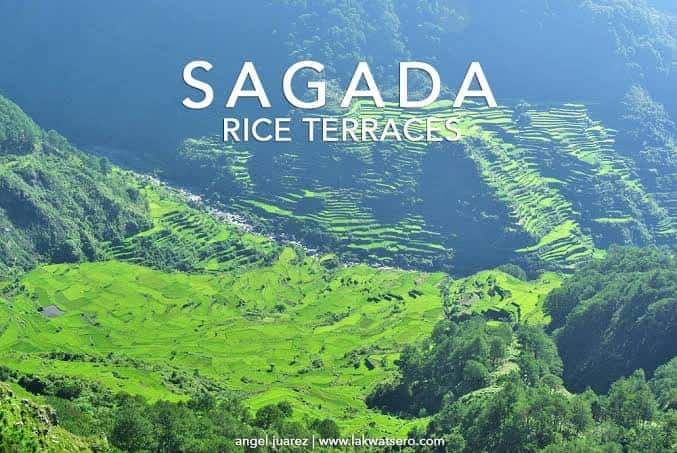 SAGADA
RICE TERRACES
angel juarez | www.lakwatsero.com